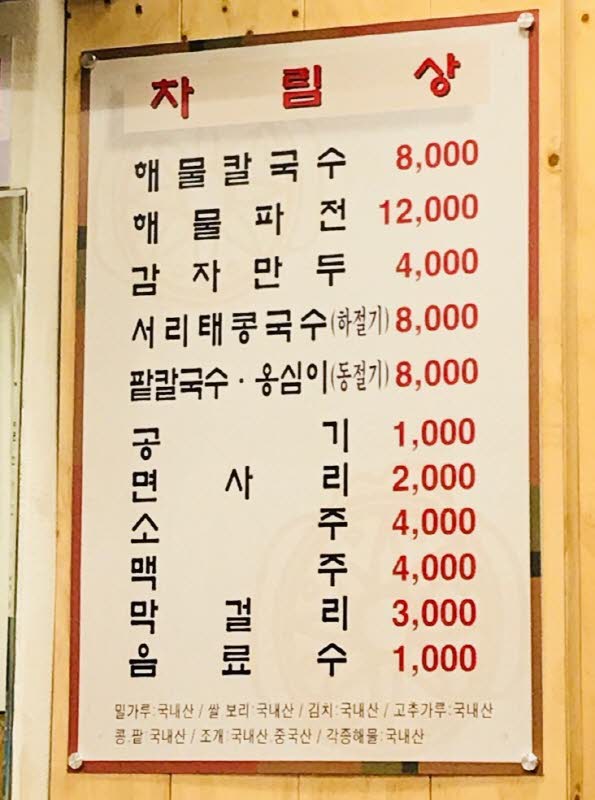 차림상
해물칼국수 8,000
해물파전 12,000
감자만두 4,000
서리태콩국수(하절기) 8,000
팥칼국수·옹심이(동절기) 8,000
공기 1,000
면사리 2,000
소주 4,000
맥주 4,000
막걸리 3,000
음료수 1,000
밀가루:국내산 / 쌀 보리:국내산 / 김치:국내산 / 고추가루:국내산
콩.팥:국내산 / 조개:국내산 중국산 / 각종해물:국내산